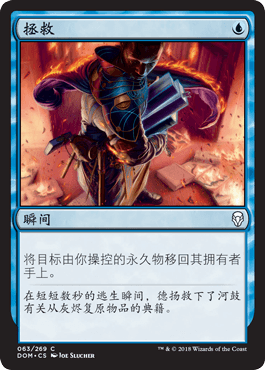 拯救
瞬间
将目标由你操控的永久物移回其拥有者
手上。
在短短数秒的逃生瞬间，德扬救下了河鼓
有关从灰烬复原物品的典籍。
063/269 C
DOM • CS JOE SLUCHER
™ & © 2018 Wizards of the Coast